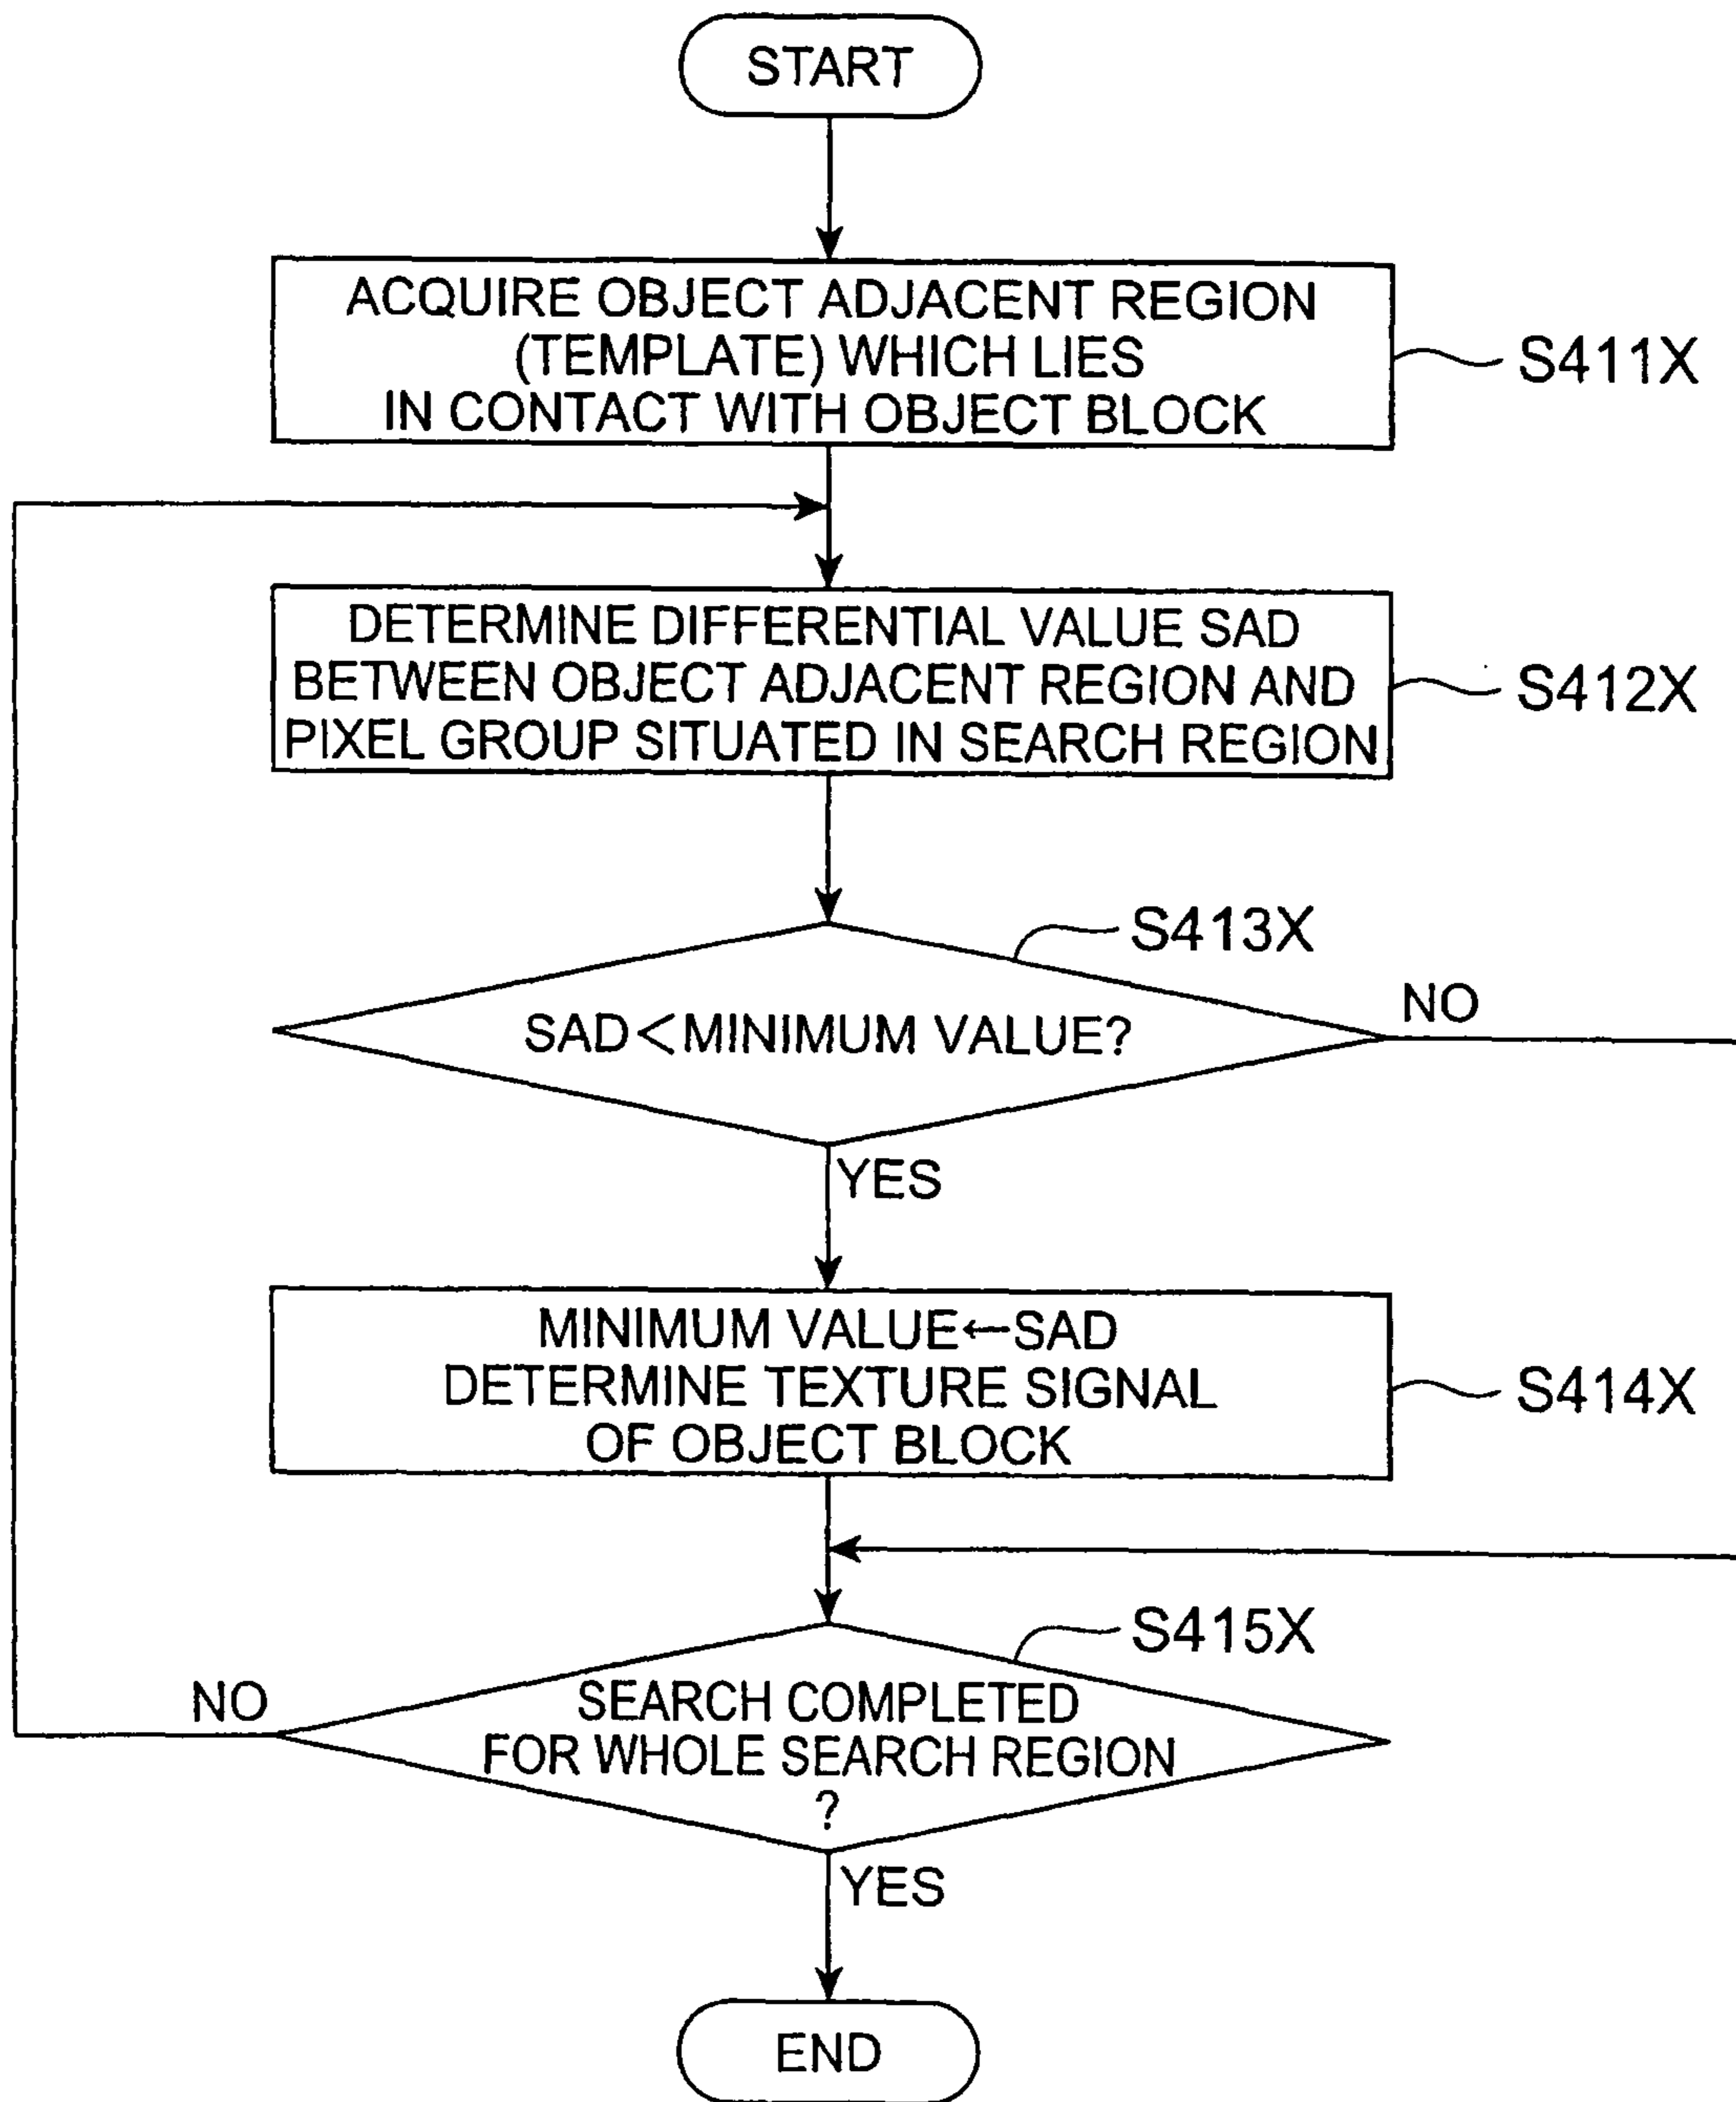 START
ACQUIRE OBJECT ADJACENT REGION
(TEMPLATE) WHICH LIES
IN CONTACT WITH OBJECT BLOCK
S411X
DETERMINE DIFFERENTIAL VALUE SAD
BETWEEN OBJECT ADJACENT REGION AND
PIXEL GROUP SITUATED IN SEARCH REGION
S412X
S413X
SAD<MINIMUM VALUE?
NO
YES
MINIMUM VALUE←SAD
DETERMINE TEXTURE SIGNAL
OF OBJECT BLOCK
S414X
S415X
NO
SEARCH COMPLETED
FOR WHOLE SEARCH REGION
?
YES
END